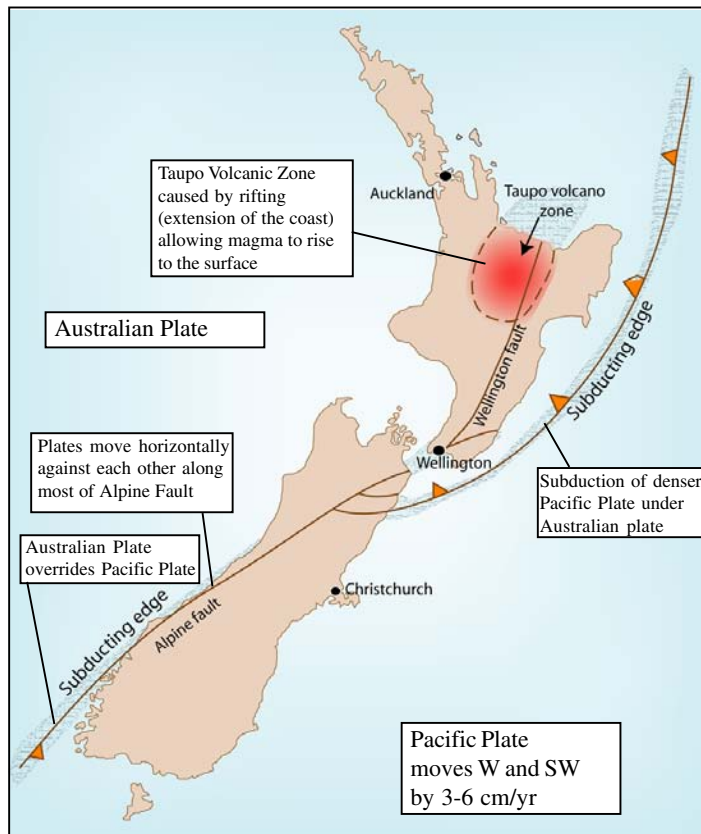 Taupo Volcanic Zone
caused by rifting
(extension of the coast)
allowing magma to rise
to the surface
Auckland
Taupo volcano
zone
Australian Plate
Wellington fault
Subducting edge
Plates move horizontally
against each other along
most of Alpine Fault
Wellington
Subduction of denser
Pacific Plate under
Australian plate
Australian Plate
overrides Pacific Plate
Christchurch
Subducting edge
Alpine fault
Pacific Plate
moves W and SW
by 3-6 cm/yr